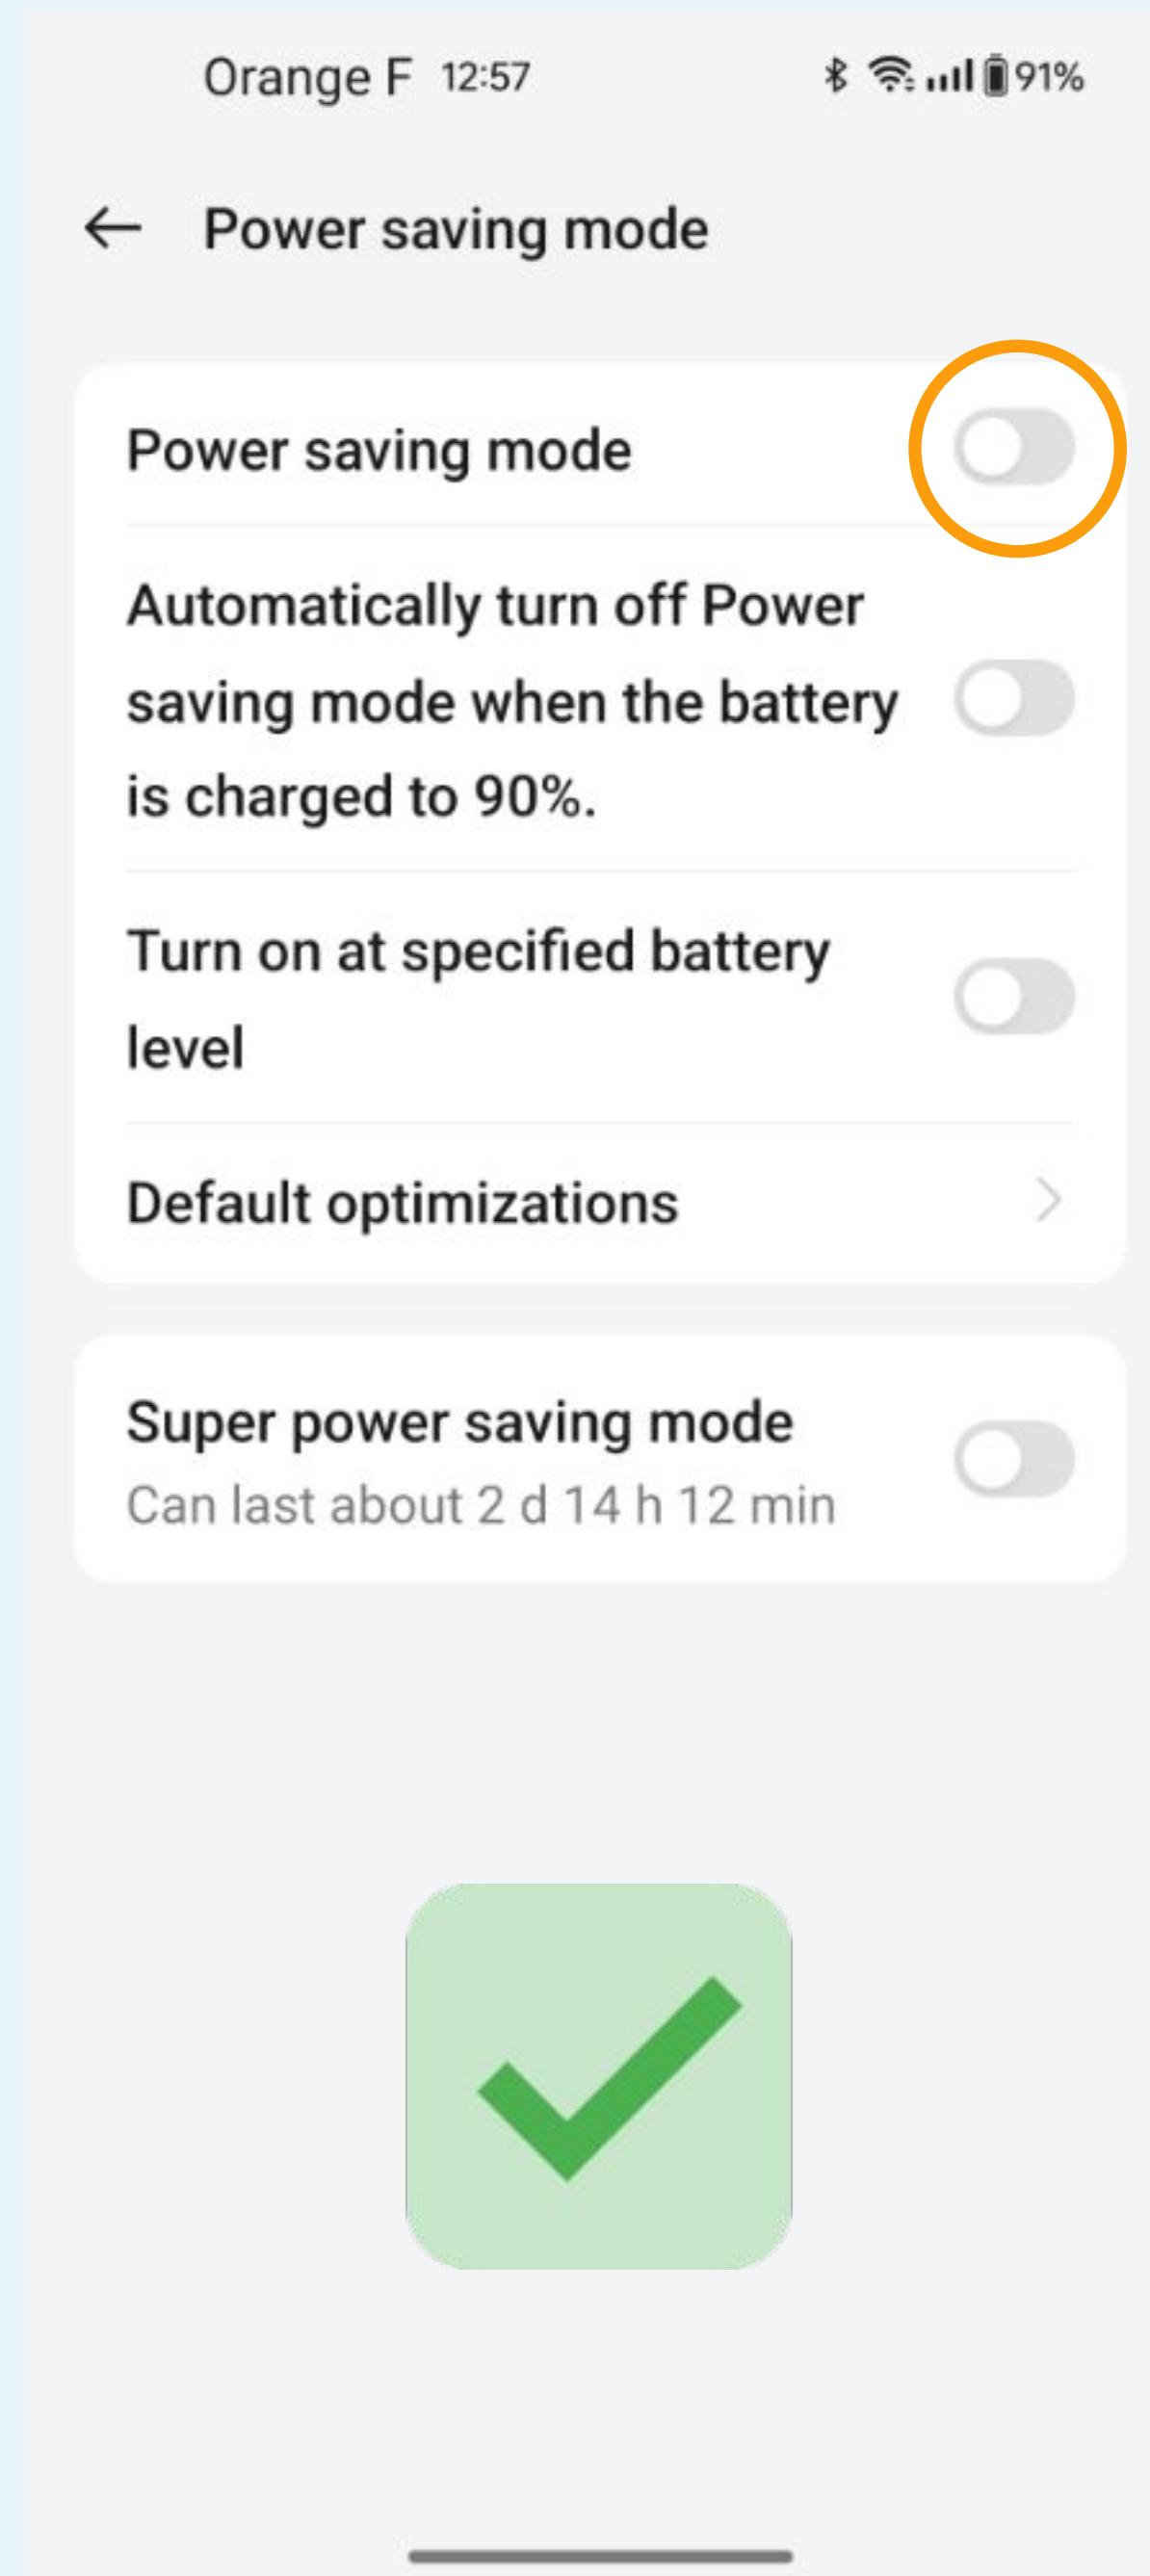 Orange F 12:57 91%
Power saving mode
Power saving mode
Automatically turn off Power
saving mode when the battery
is charged to 90%.
Turn on at specified battery
level
Default optimizations
Super power saving mode
Can last about 2 d 14 h 12 min